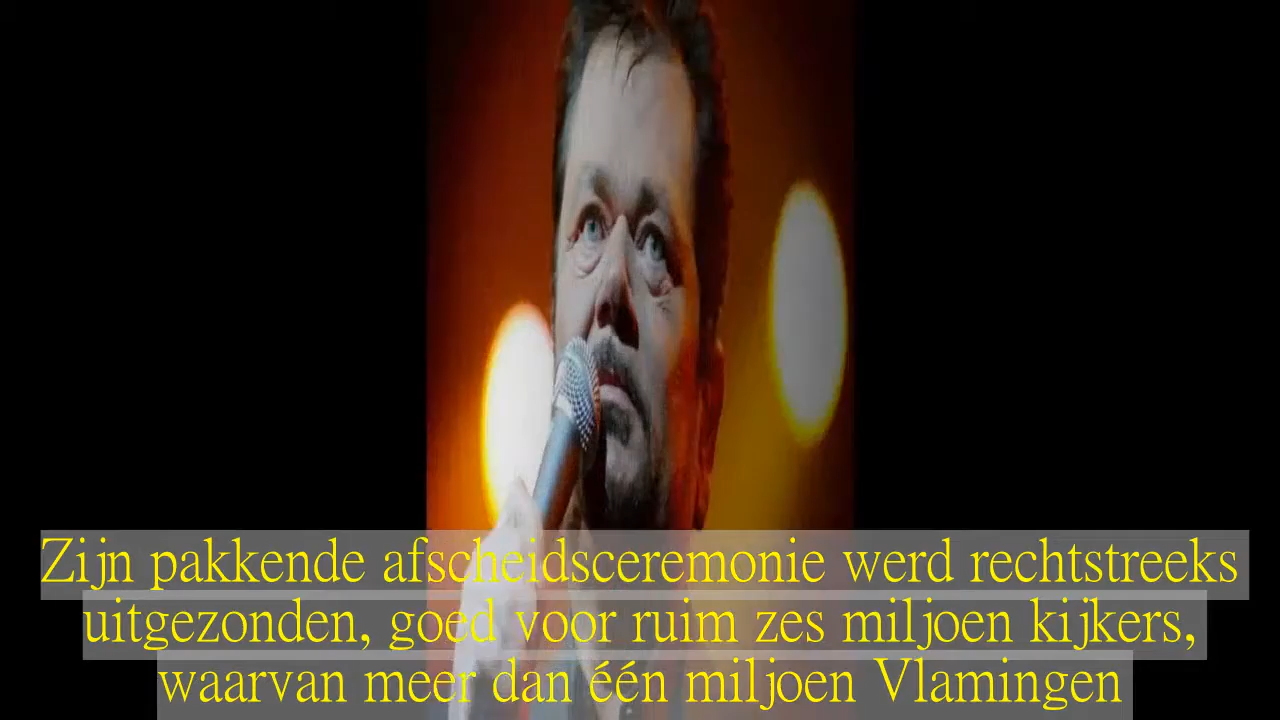 Zijn pakkende afscheidsceremonie werd rechtstreeks
uitgezonden, goed voor ruim zes miljoen kijkers,
waarvan meer dan één miljoen Vlamingen